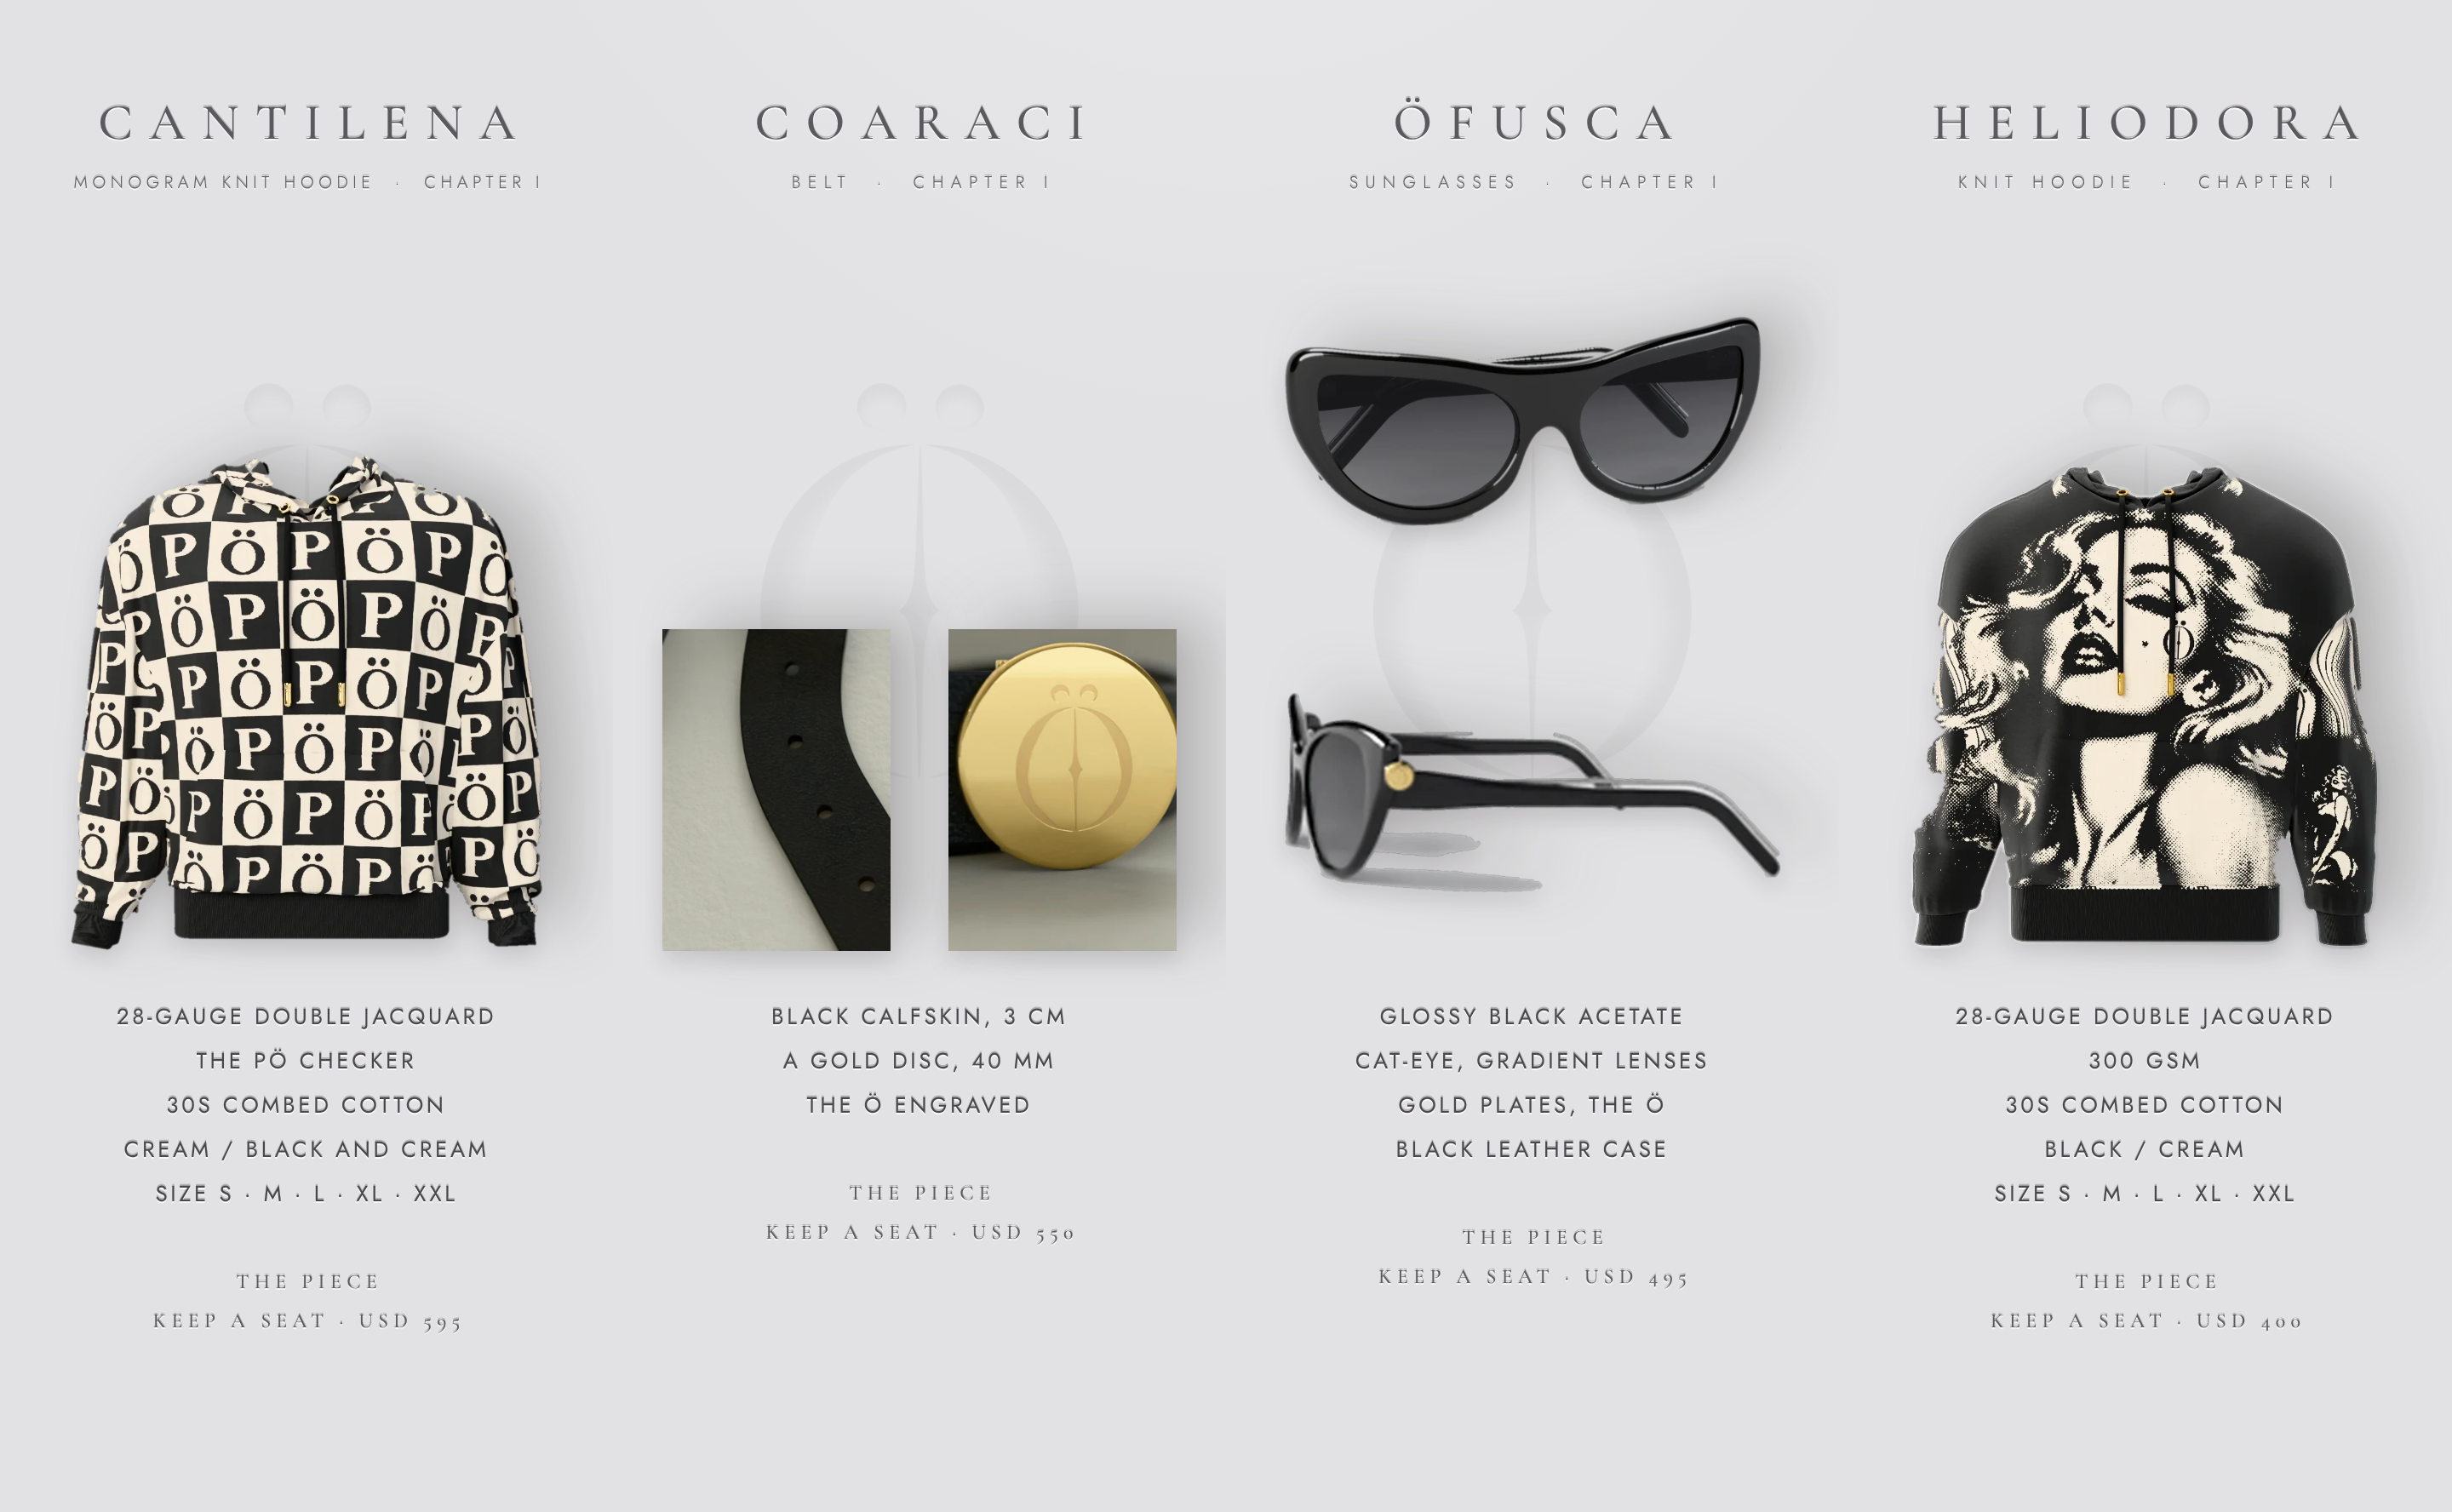 CANTILENA
MONOGRAM KNIT HOODIE · CHAPTER I
28-GAUGE DOUBLE JACQUARD
THE PÖ CHECKER
30S COMBED COTTON
CREAM / BLACK AND CREAM
SIZE S · M · L · XL · XXL
THE PIECE
KEEP A SEAT · USD 595
COARACI
BELT · CHAPTER I
Ö
BLACK CALFSKIN, 3 CM
A GOLD DISC, 40 MM
THE Ö ENGRAVED
THE PIECE
KEEP A SEAT · USD 550
ÖFUSCA
SUNGLASSES · CHAPTER I
GLOSSY BLACK ACETATE
CAT-EYE, GRADIENT LENSES
GOLD PLATES, THE Ö
BLACK LEATHER CASE
THE PIECE
KEEP A SEAT · USD 495
HELIODORA
KNIT HOODIE · CHAPTER I
28-GAUGE DOUBLE JACQUARD
300 GSM
30S COMBED COTTON
BLACK / CREAM
SIZE S · M · L · XL · XXL
THE PIECE
KEEP A SEAT · USD 400